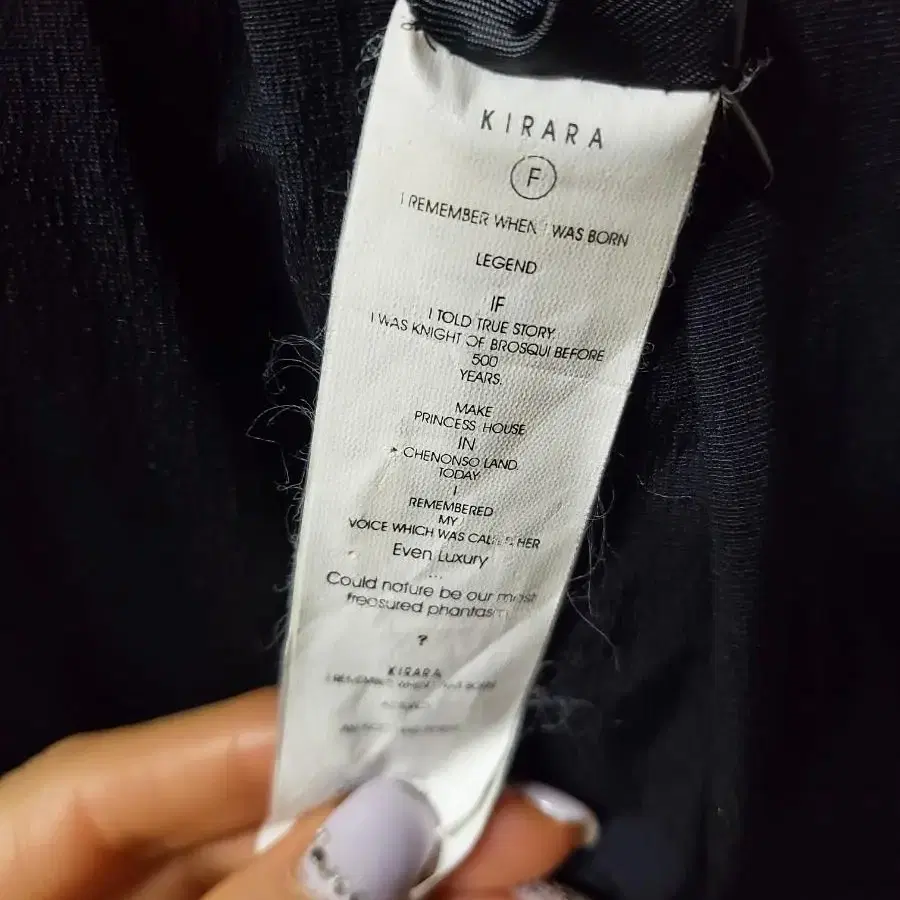 KIRARA
F
I REMEMBER WHEN I WAS BORN
LEGEND
IF
I TOLD TRUE STORY
I WAS KNIGHT OF BROSQUI BEFORE
500
YEARS.
MAKE
PRINCESS HOUSE
IN
CHENONSO LAND.
TODAY
I
REMEMBERED
MY
VOICE WHICH WAS HER
Even Luxury
...
Could nature be our most
treasured
?
KIRARA